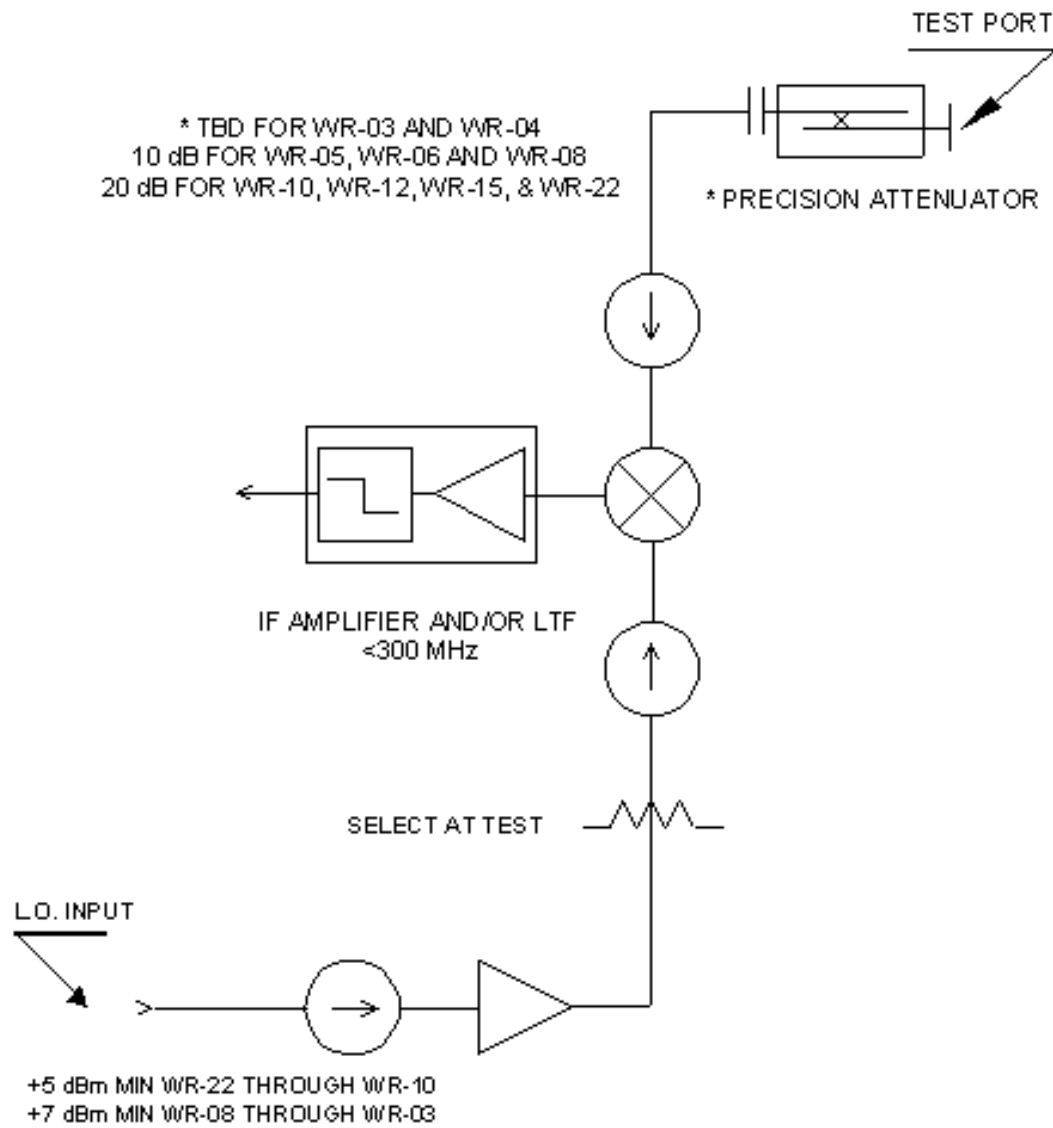 TEST PORT
* TBD FOR WR-03 AND WR-04
10 dB FOR WR-05, WR-06 AND WR-08
20 dB FOR WR-10, WR-12, WR-15, & WR-22
* PRECISION ATTENUATOR
IF AMPLIFIER AND/OR LTF
<300 MHz
SELECT AT TEST
L.O. INPUT
+5 dBm MIN WR-22 THROUGH WR-10
+7 dBm MIN WR-08 THROUGH WR-03